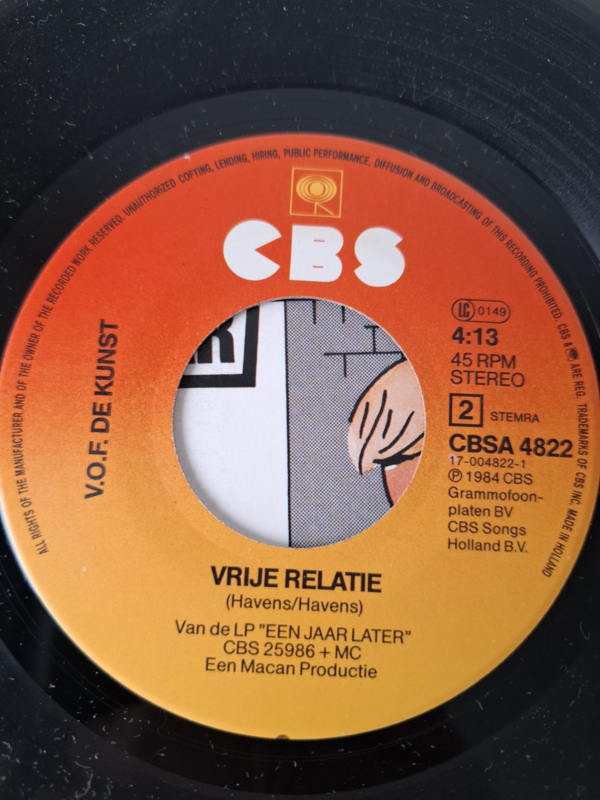 ALL RIGHTS OF THE MANUFACTURER AND OF THE OWNER OF THE RECORDED WORK RESERVED. UNAUTHORIZED COPYING, LENDING, HIRING, PUBLIC PERFORMANCE, DIFFUSION AND BROADCASTING OF THIS RECORDING PROHIBITED. CBS & ARE REG. TRADEMARKS OF CBS INC. MADE IN HOLLAND
CBS
V.O.F. DE KUNST
LC 0149
4:13
45 RPM
STEREO
2 STEMRA
CBSA 4822
17-004822-1
℗ 1984 CBS
Grammofoon-
platen BV
CBS Songs
Holland B.V.
VRIJE RELATIE
(Havens/Havens)
Van de LP "EEN JAAR LATER"
CBS 25986 + MC
Een Macan Productie